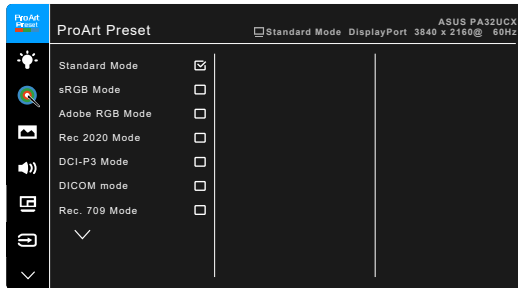 ProArt
Preset
ProArt Preset
ASUS PA32UCX
Standard Mode DisplayPort 3840 x 2160@ 60Hz
Standard Mode
sRGB Mode
Adobe RGB Mode
Rec 2020 Mode
DCI-P3 Mode
DICOM mode
Rec. 709 Mode